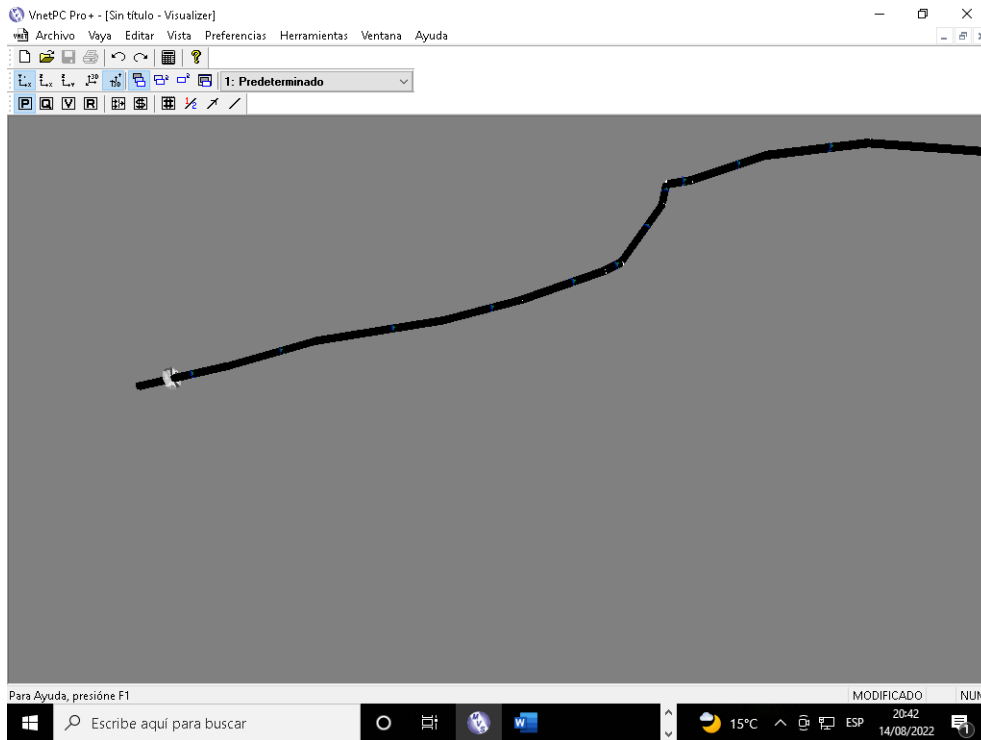 VnetPC Pro+ - [Sin título - Visualizer]
Archivo Vaya Editar Vista Preferencias Herramientas Ventana Ayuda
1: Predeterminado
P Q V R
Para Ayuda, presióne F1 MODIFICADO NUM
Escribe aquí para buscar 15°C ESP 20:42
14/08/2022